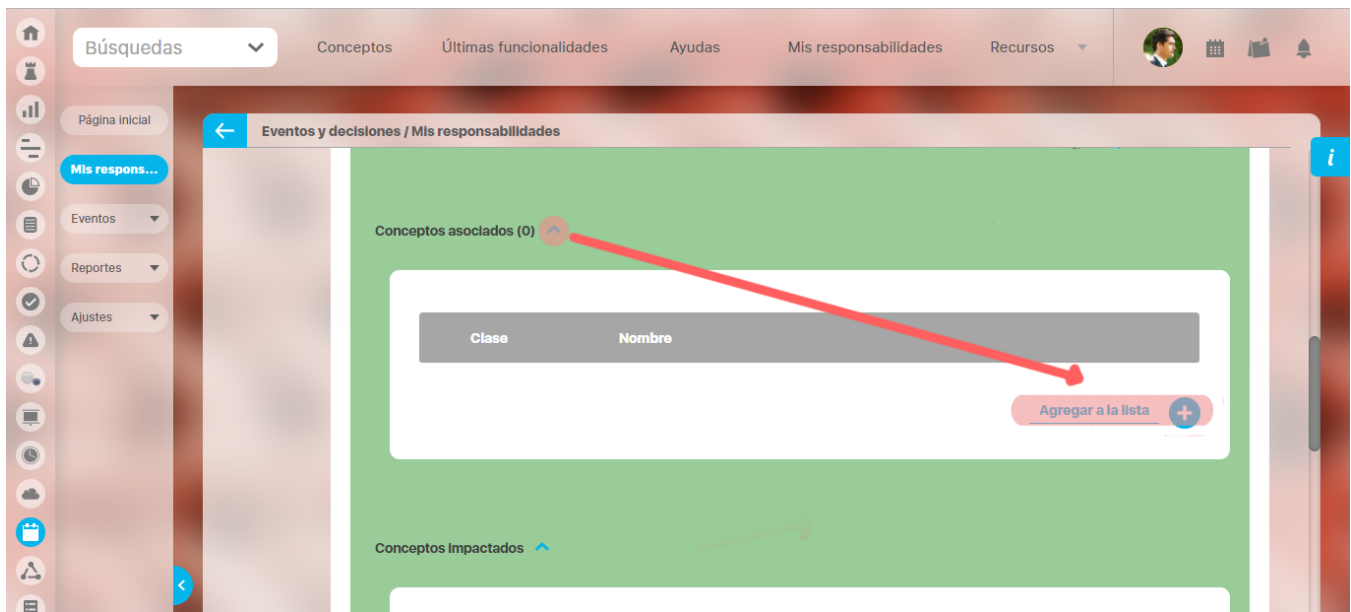 Búsquedas
Conceptos
Últimas funcionalidades
Ayudas
Mis responsabilidades
Recursos
Página inicial
Mis respons...
Eventos
Reportes
Ajustes
Eventos y decisiones / Mis responsabilidades
i
Conceptos asociados (0)
Clase Nombre
Agregar a la lista
Conceptos Impactados